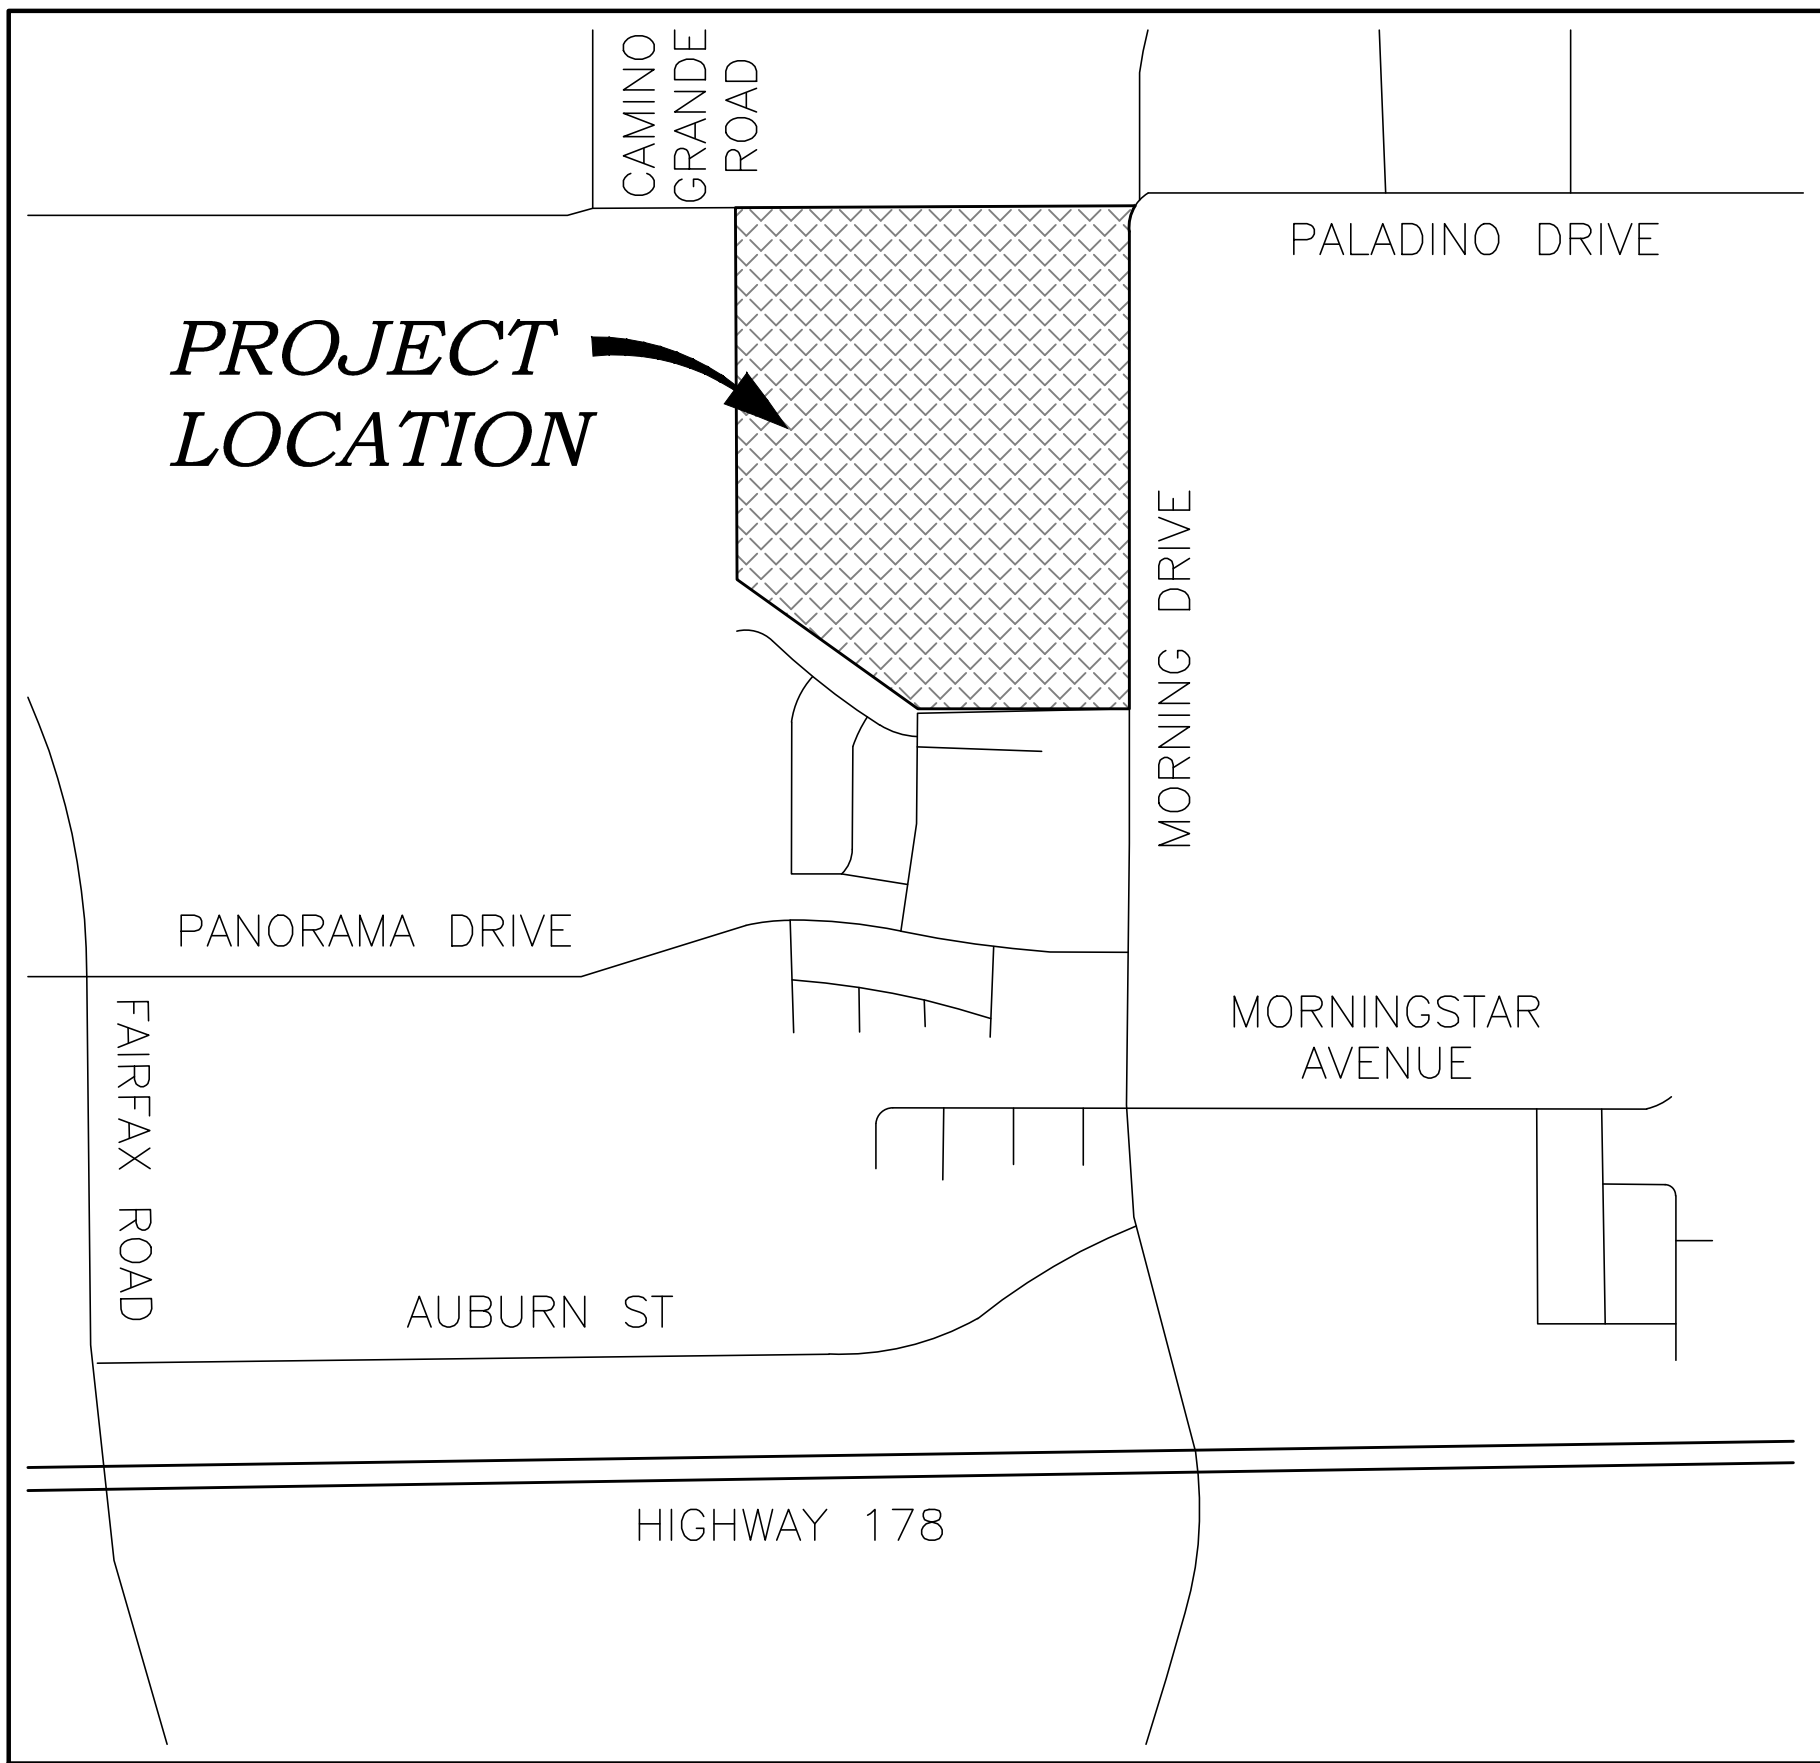 CAMINO
GRANDE
ROAD
PALADINO DRIVE
PROJECT
LOCATION
MORNING DRIVE
PANORAMA DRIVE
FAIRFAX ROAD
MORNINGSTAR
AVENUE
AUBURN ST
HIGHWAY 178